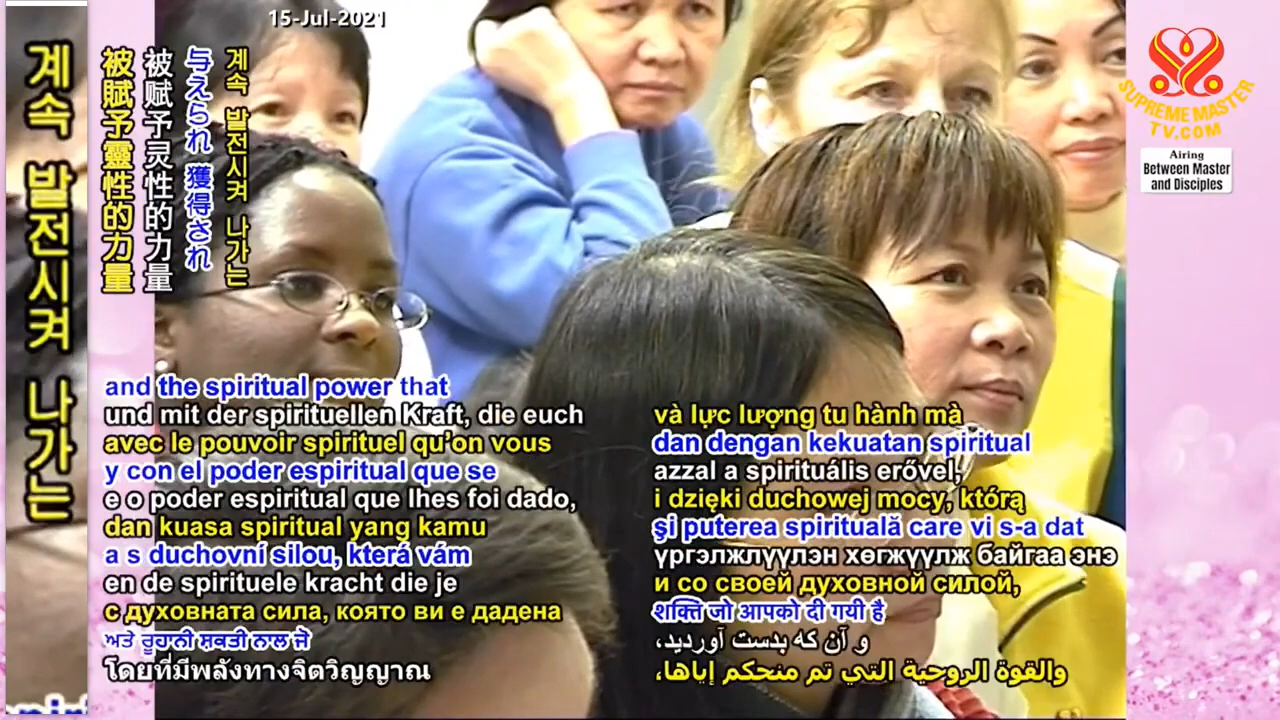 15-Jul-2021
계속 발전시켜 나가는
被賦予靈性的力量
被赋予灵性的力量
与えられ 獲得され
계속 발전시켜 나가는
SUPREME MASTER
TV.COM
Airing
Between Master
and Disciples
and the spiritual power that
und mit der spirituellen Kraft, die euch
avec le pouvoir spirituel qu'on vous
y con el poder espiritual que se
e o poder espiritual que lhes foi dado,
dan kuasa spiritual yang kamu
a s duchovní silou, která vám
en de spirituele kracht die je
с духовната сила, която ви е дадена
ਅਤੇ ਰੂਹਾਨੀ ਸ਼ਕਤੀ ਨਾਲ ਜੋ
โดยที่มีพลังทางจิตวิญญาณ
và lực lượng tu hành mà
dan dengan kekuatan spiritual
azzal a spirituális erővel,
i dzięki duchowej mocy, którą
şi puterea spirituală care vi s-a dat
үргэлжлүүлэн хөгжүүлж байгаа энэ
и со своей духовной силой,
शक्ति जो आपको दी गयी है
و آن که بدست آوردید،
والقوة الروحية التي تم منحكم إياها،